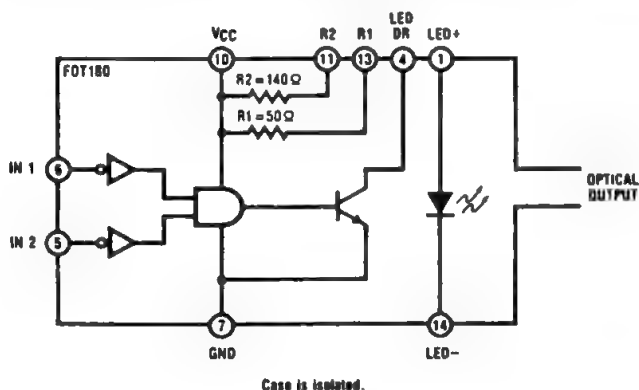 VCC
R2
R1
LED
DR
LED+
10
11
13
4
1
FOT180
R2 = 140Ω
R1 = 50Ω
IN 1
6
IN 2
5
OPTICAL
OUTPUT
7
14
GND
LED-
Case is isolated.